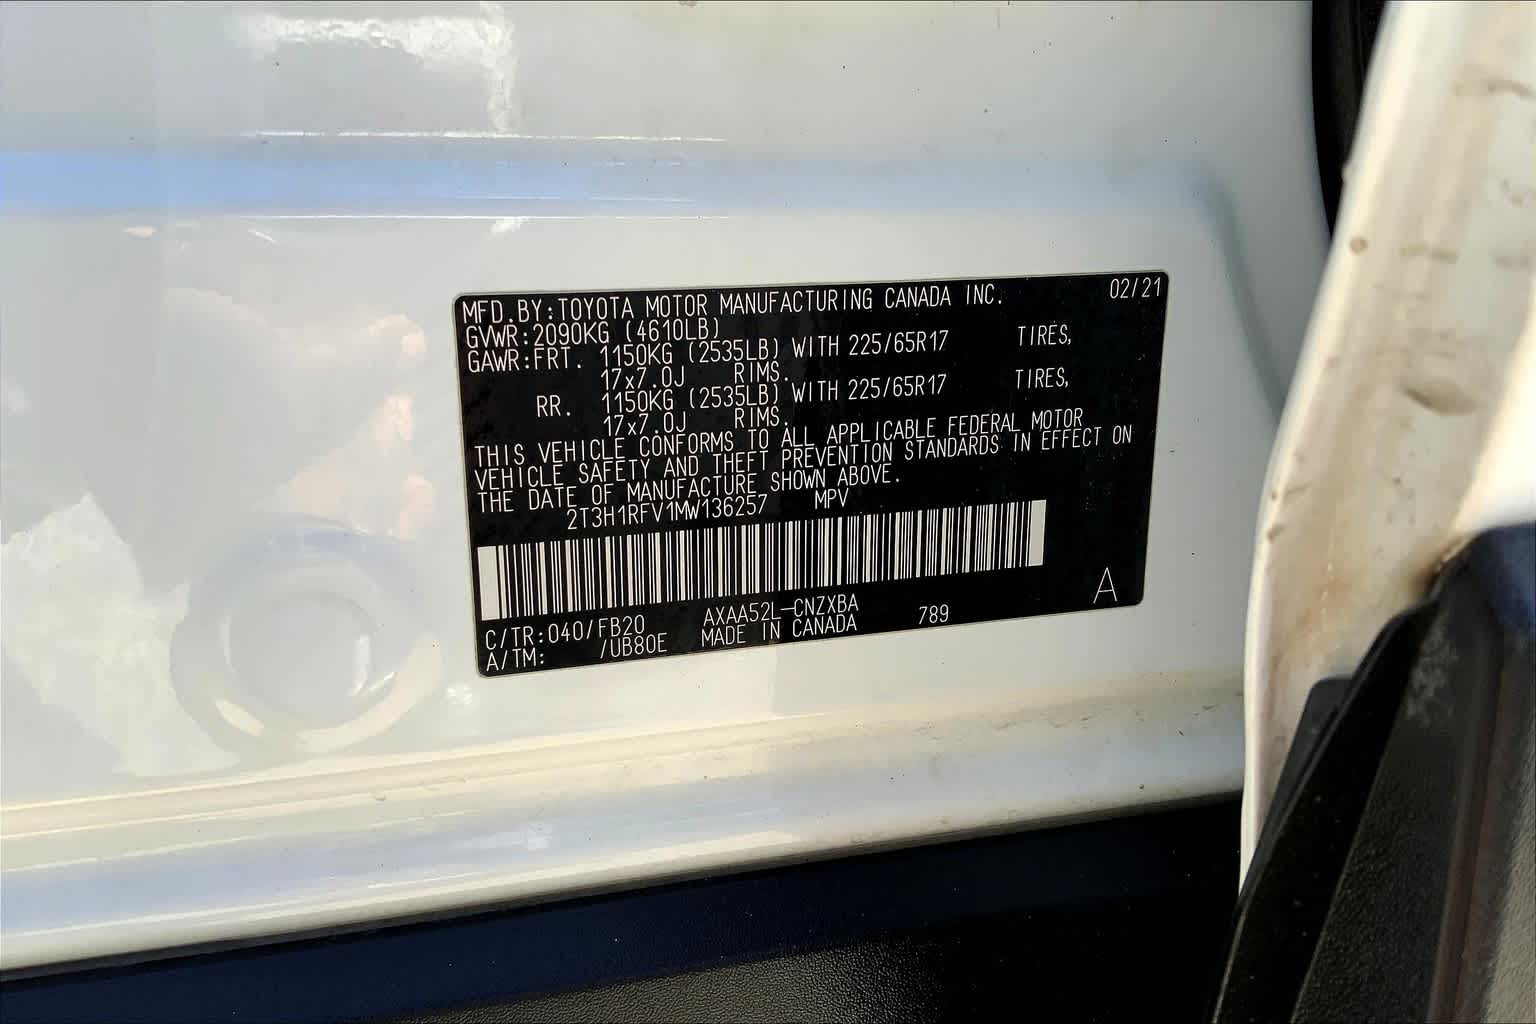 MFD.BY:TOYOTA MOTOR MANUFACTURING CANADA INC. 02/21
GVWR:2090KG (4610LB)
GAWR:FRT. 1150KG (2535LB) WITH 225/65R17 TIRES,
17x7.0J RIMS.
RR. 1150KG (2535LB) WITH 225/65R17 TIRES,
17x7.0J RIMS.
THIS VEHICLE CONFORMS TO ALL APPLICABLE FEDERAL MOTOR
VEHICLE SAFETY AND THEFT PREVENTION STANDARDS IN EFFECT ON
THE DATE OF MANUFACTURE SHOWN ABOVE.
2T3H1RFV1MW136257 MPV
C/TR:040/FB20 AXAA52L-CNZXBA 789 A
A/TM: /UB80E MADE IN CANADA